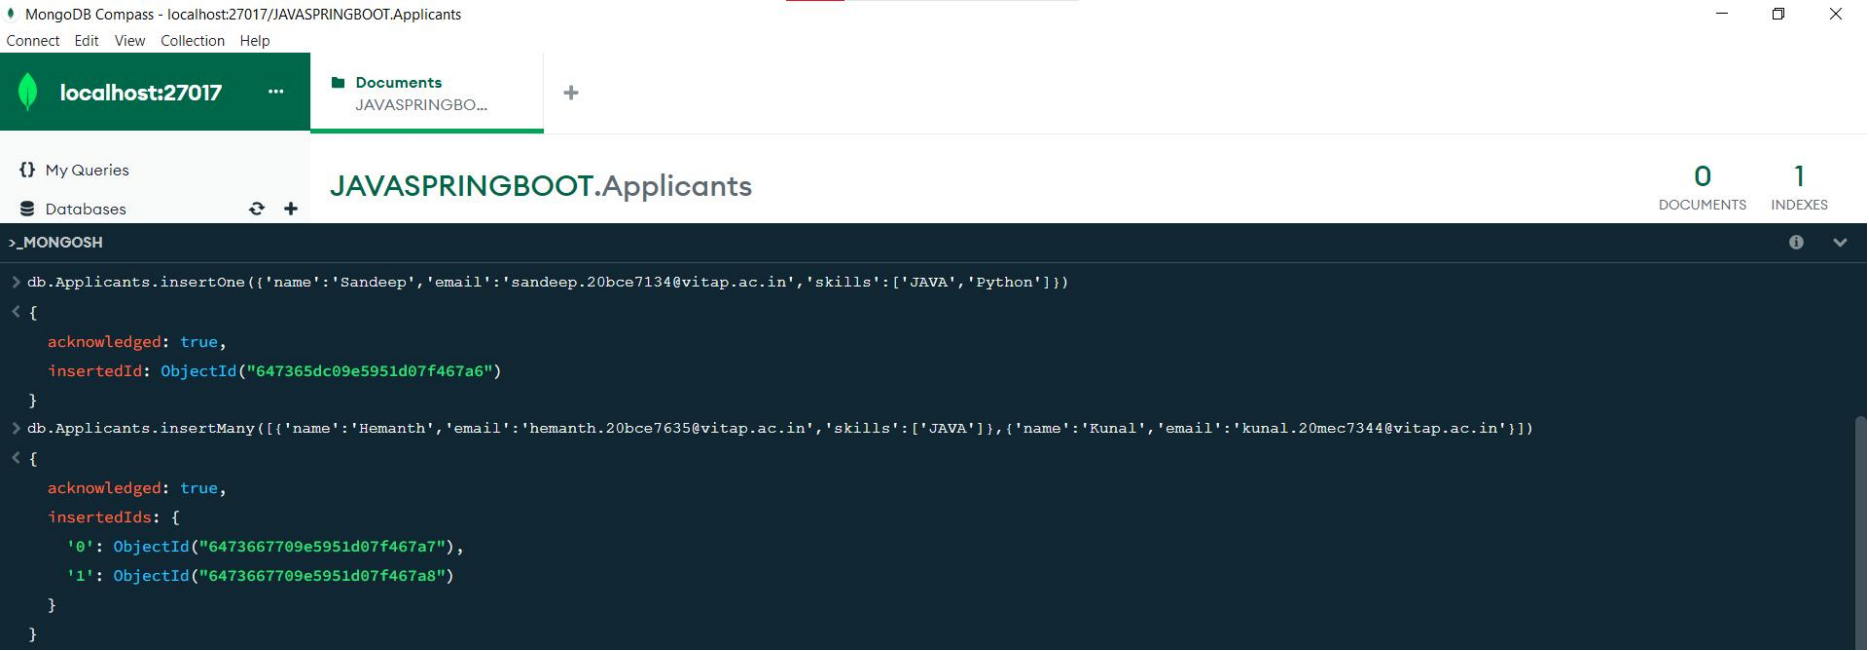 MongoDB Compass - localhost:27017/JAVASPRINGBOOT.Applicants
Connect Edit View Collection Help
localhost:27017 ...
Documents
JAVASPRINGBO...
+
{} My Queries
Databases +
JAVASPRINGBOOT.Applicants
0
DOCUMENTS
1
INDEXES
>_MONGOSH
> db.Applicants.insertOne({'name':'Sandeep','email':'sandeep.20bce7134@vitap.ac.in','skills':['JAVA','Python']})
< {
acknowledged: true,
insertedId: ObjectId("647365dc09e5951d07f467a6")
}
> db.Applicants.insertMany([{'name':'Hemanth','email':'hemanth.20bce7635@vitap.ac.in','skills':['JAVA']},{'name':'Kunal','email':'kunal.20mec7344@vitap.ac.in'}])
< {
acknowledged: true,
insertedIds: {
'0': ObjectId("6473667709e5951d07f467a7"),
'1': ObjectId("6473667709e5951d07f467a8")
}
}